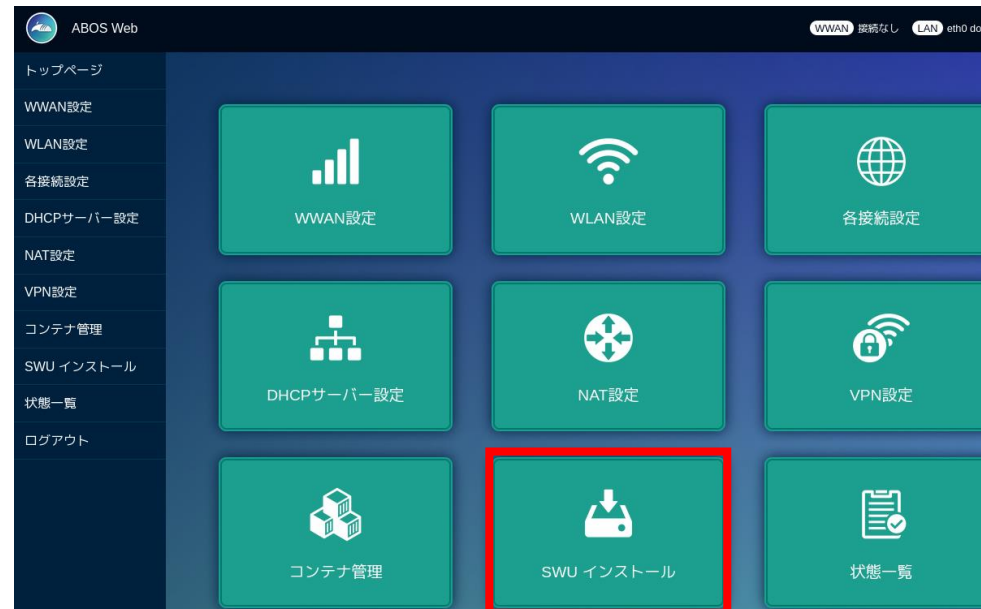 ABOS Web
WWAN 接続なし LAN eth0 do
トップページ
WWAN設定
WLAN設定
各接続設定
DHCPサーバー設定
NAT設定
VPN設定
コンテナ管理
SWU インストール
状態一覧
ログアウト
WWAN設定
WLAN設定
各接続設定
DHCPサーバー設定
NAT設定
VPN設定
コンテナ管理
SWU インストール
状態一覧